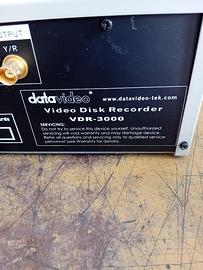 OUTPUT
Y/R
datavideo
www.datavideo-tek.com
Video Disk Recorder
VDR-3000
SERVICING:
Do not try to service this device yourself. Unauthorized
servicing will void warranty and may damage device.
Refer all questions and servicing only to qualified service
personnel (see Warranty for details).